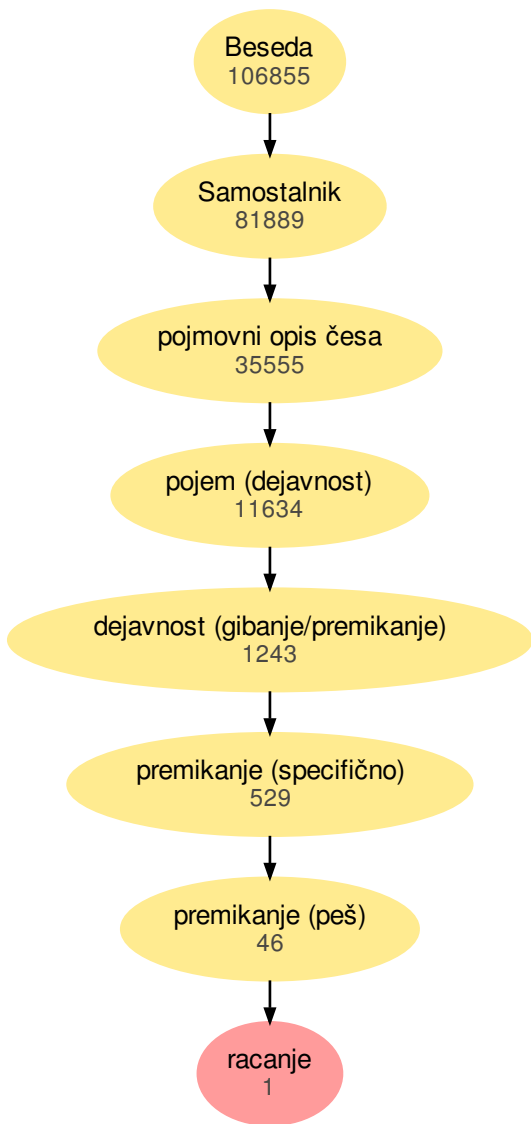 Beseda
106855
Samostalnik
81889
pojmovni opis česa
35555
pojem (dejavnost)
11634
dejavnost (gibanje/premikanje)
1243
premikanje (specifično)
529
premikanje (peš)
46
racanje
1